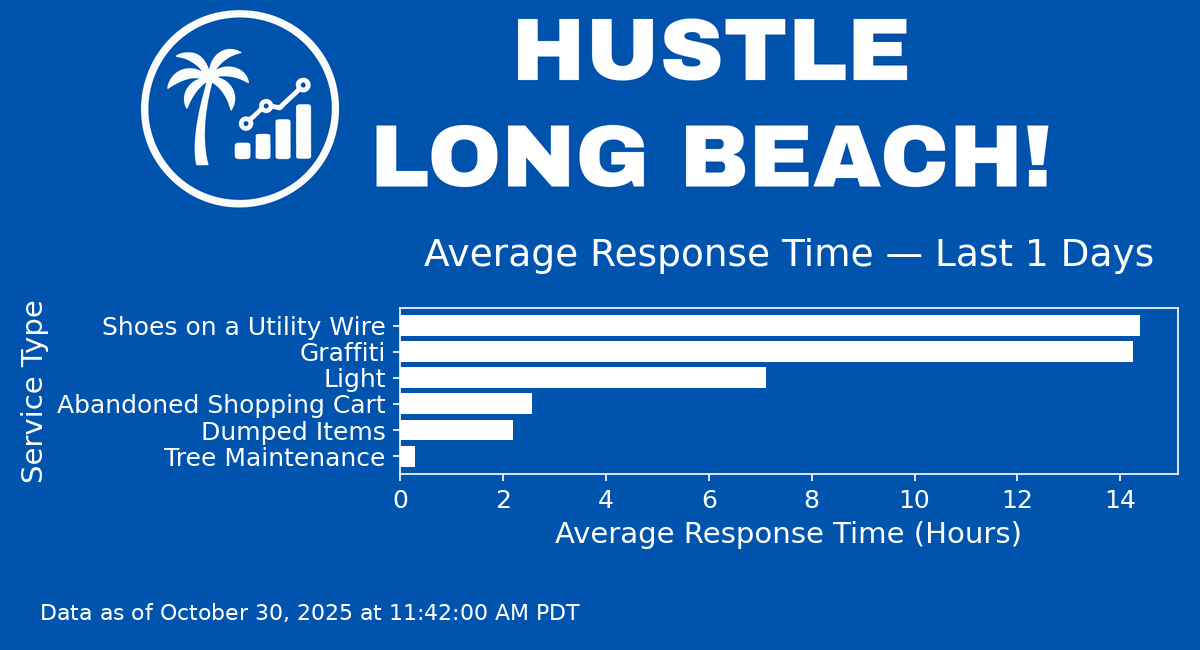 HUSTLE
LONG BEACH!
Average Response Time — Last 1 Days
Service Type
Shoes on a Utility Wire
Graffiti
Light
Abandoned Shopping Cart
Dumped Items
Tree Maintenance
0 2 4 6 8 10 12 14
Average Response Time (Hours)
Data as of October 30, 2025 at 11:42:00 AM PDT